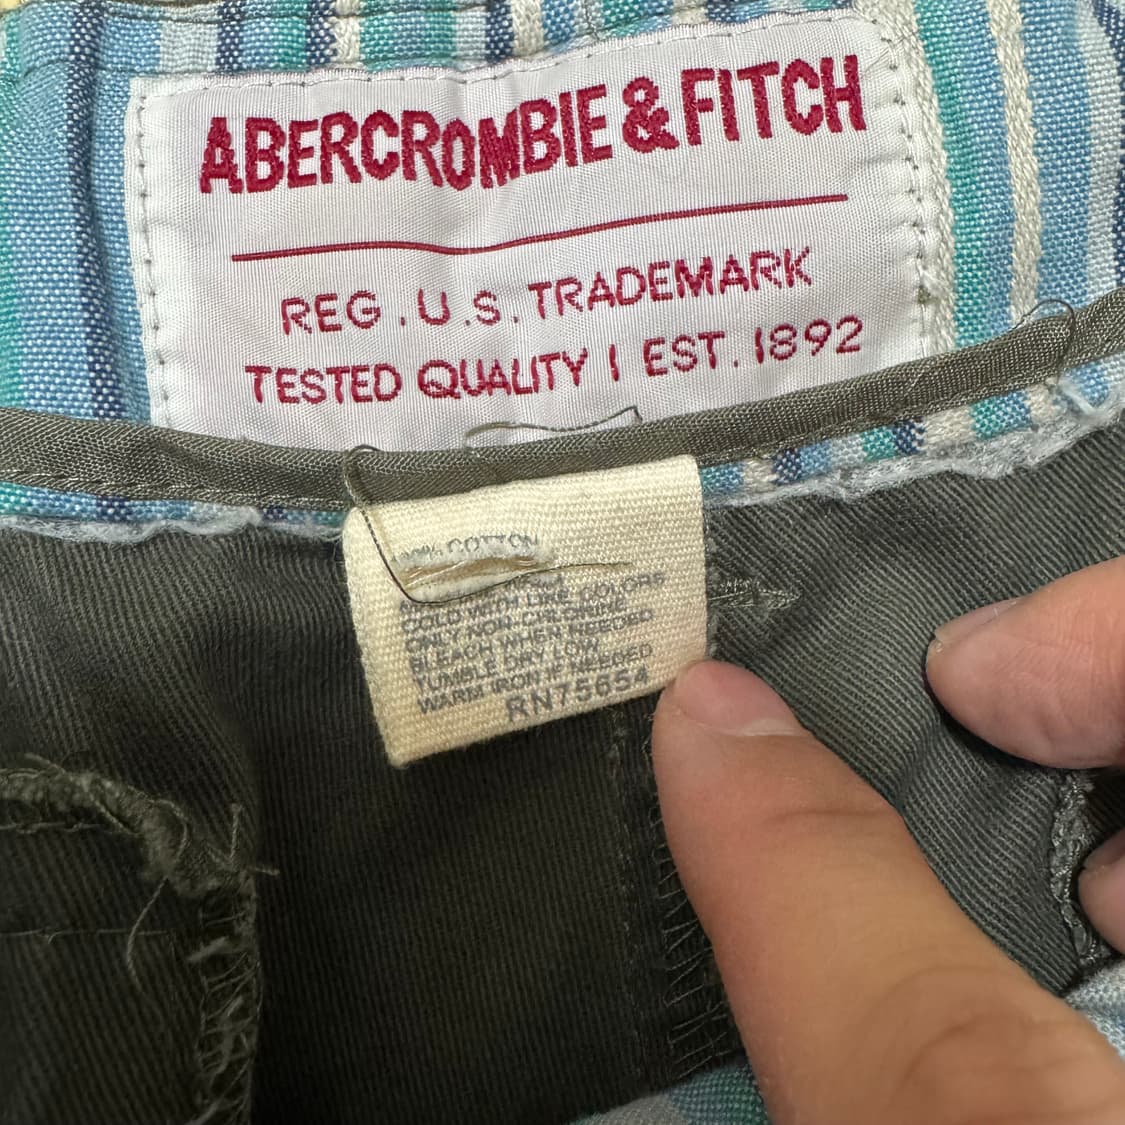 ABERCROMBIE & FITCH
REG. U.S. TRADEMARK
TESTED QUALITY | EST. 1892
COTTON
COLD WITH LIKE COLORS
ONLY NON-CHLORINE
BLEACH WHEN NEEDED
TUMBLE DRY LOW
WARM IRON IF NEEDED
RN75654